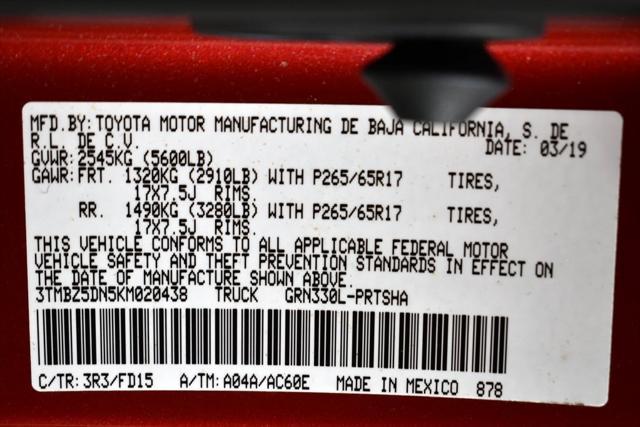 MFD.BY: TOYOTA MOTOR MANUFACTURING DE BAJA CALIFORNIA, S. DE
R.L. DE C.V. DATE: 03/19
GVWR: 2545KG (5600LB)
GAWR: FRT. 1320KG (2910LB) WITH P265/65R17 TIRES,
17X7.5J RIMS.
RR. 1490KG (3280LB) WITH P265/65R17 TIRES,
17X7.5J RIMS.
THIS VEHICLE CONFORMS TO ALL APPLICABLE FEDERAL MOTOR
VEHICLE SAFETY AND THEFT PREVENTION STANDARDS IN EFFECT ON
THE DATE OF MANUFACTURE SHOWN ABOVE.
3TMBZ5DN5KM020438 TRUCK GRN330L-PRTSHA
C/TR: 3R3/FD15 A/TM: A04A/AC60E MADE IN MEXICO 878